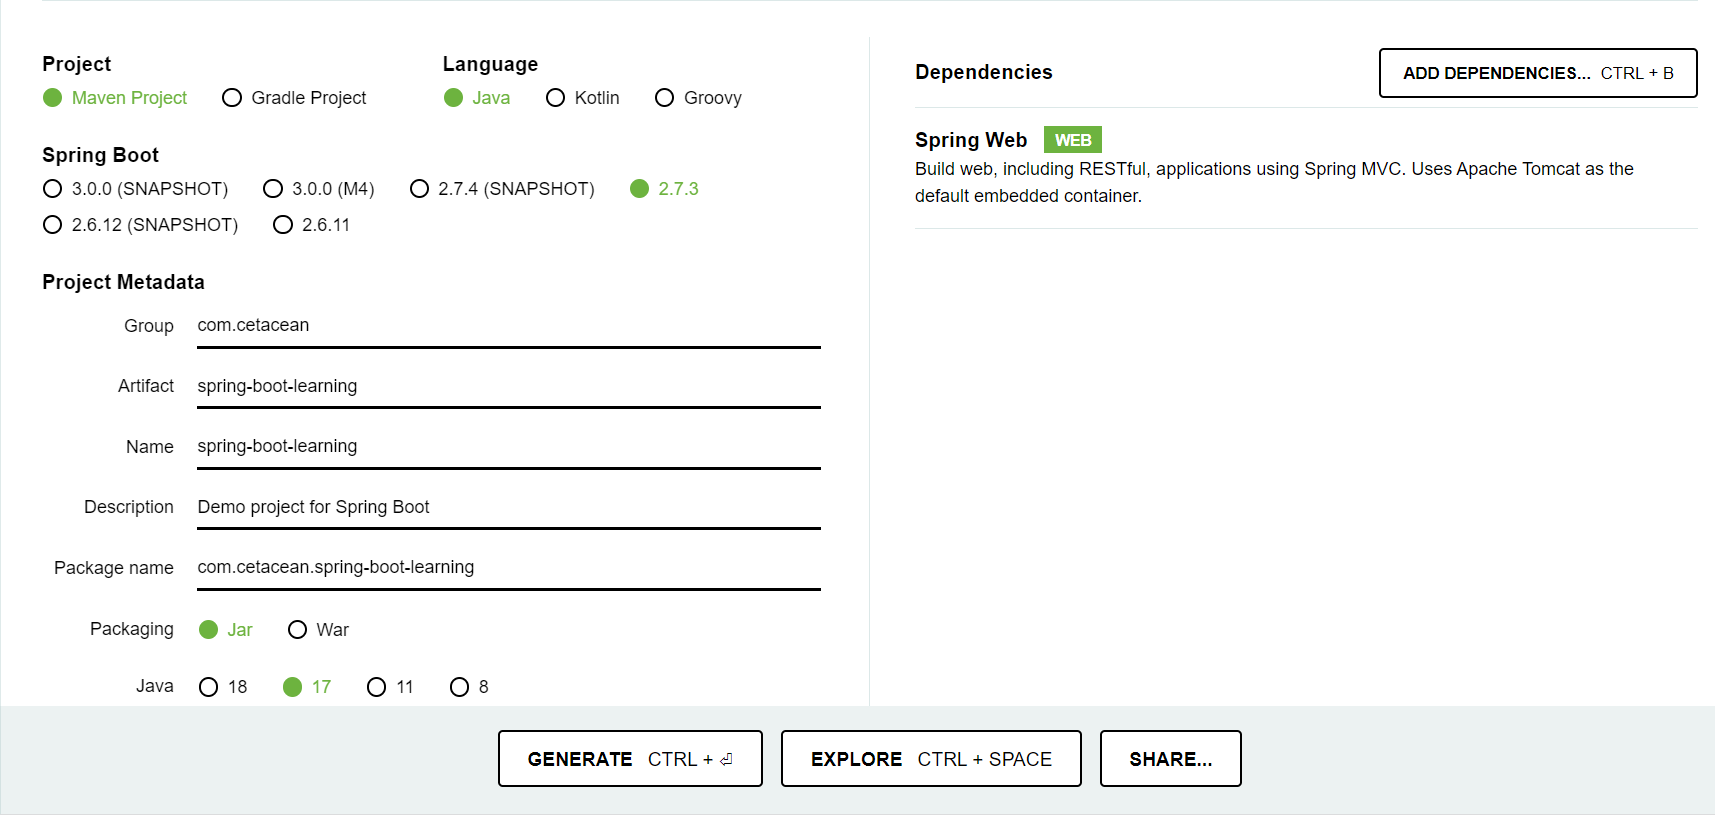 Project
Maven Project Gradle Project
Language
Java Kotlin Groovy
Spring Boot
3.0.0 (SNAPSHOT) 3.0.0 (M4) 2.7.4 (SNAPSHOT) 2.7.3
2.6.12 (SNAPSHOT) 2.6.11
Project Metadata
Group com.cetacean
Artifact spring-boot-learning
Name spring-boot-learning
Description Demo project for Spring Boot
Package name com.cetacean.spring-boot-learning
Packaging Jar War
Java 18 17 11 8
Dependencies
ADD DEPENDENCIES... CTRL + B
Spring Web WEB
Build web, including RESTful, applications using Spring MVC. Uses Apache Tomcat as the
default embedded container.
GENERATE CTRL + ⏎
EXPLORE CTRL + SPACE
SHARE...